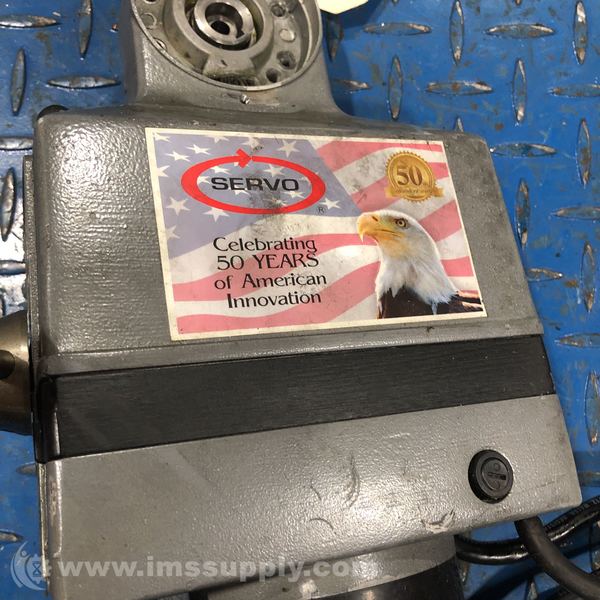 SERVO
®
50
Celebrating
50 YEARS
of American
Innovation
www.imssupply.com